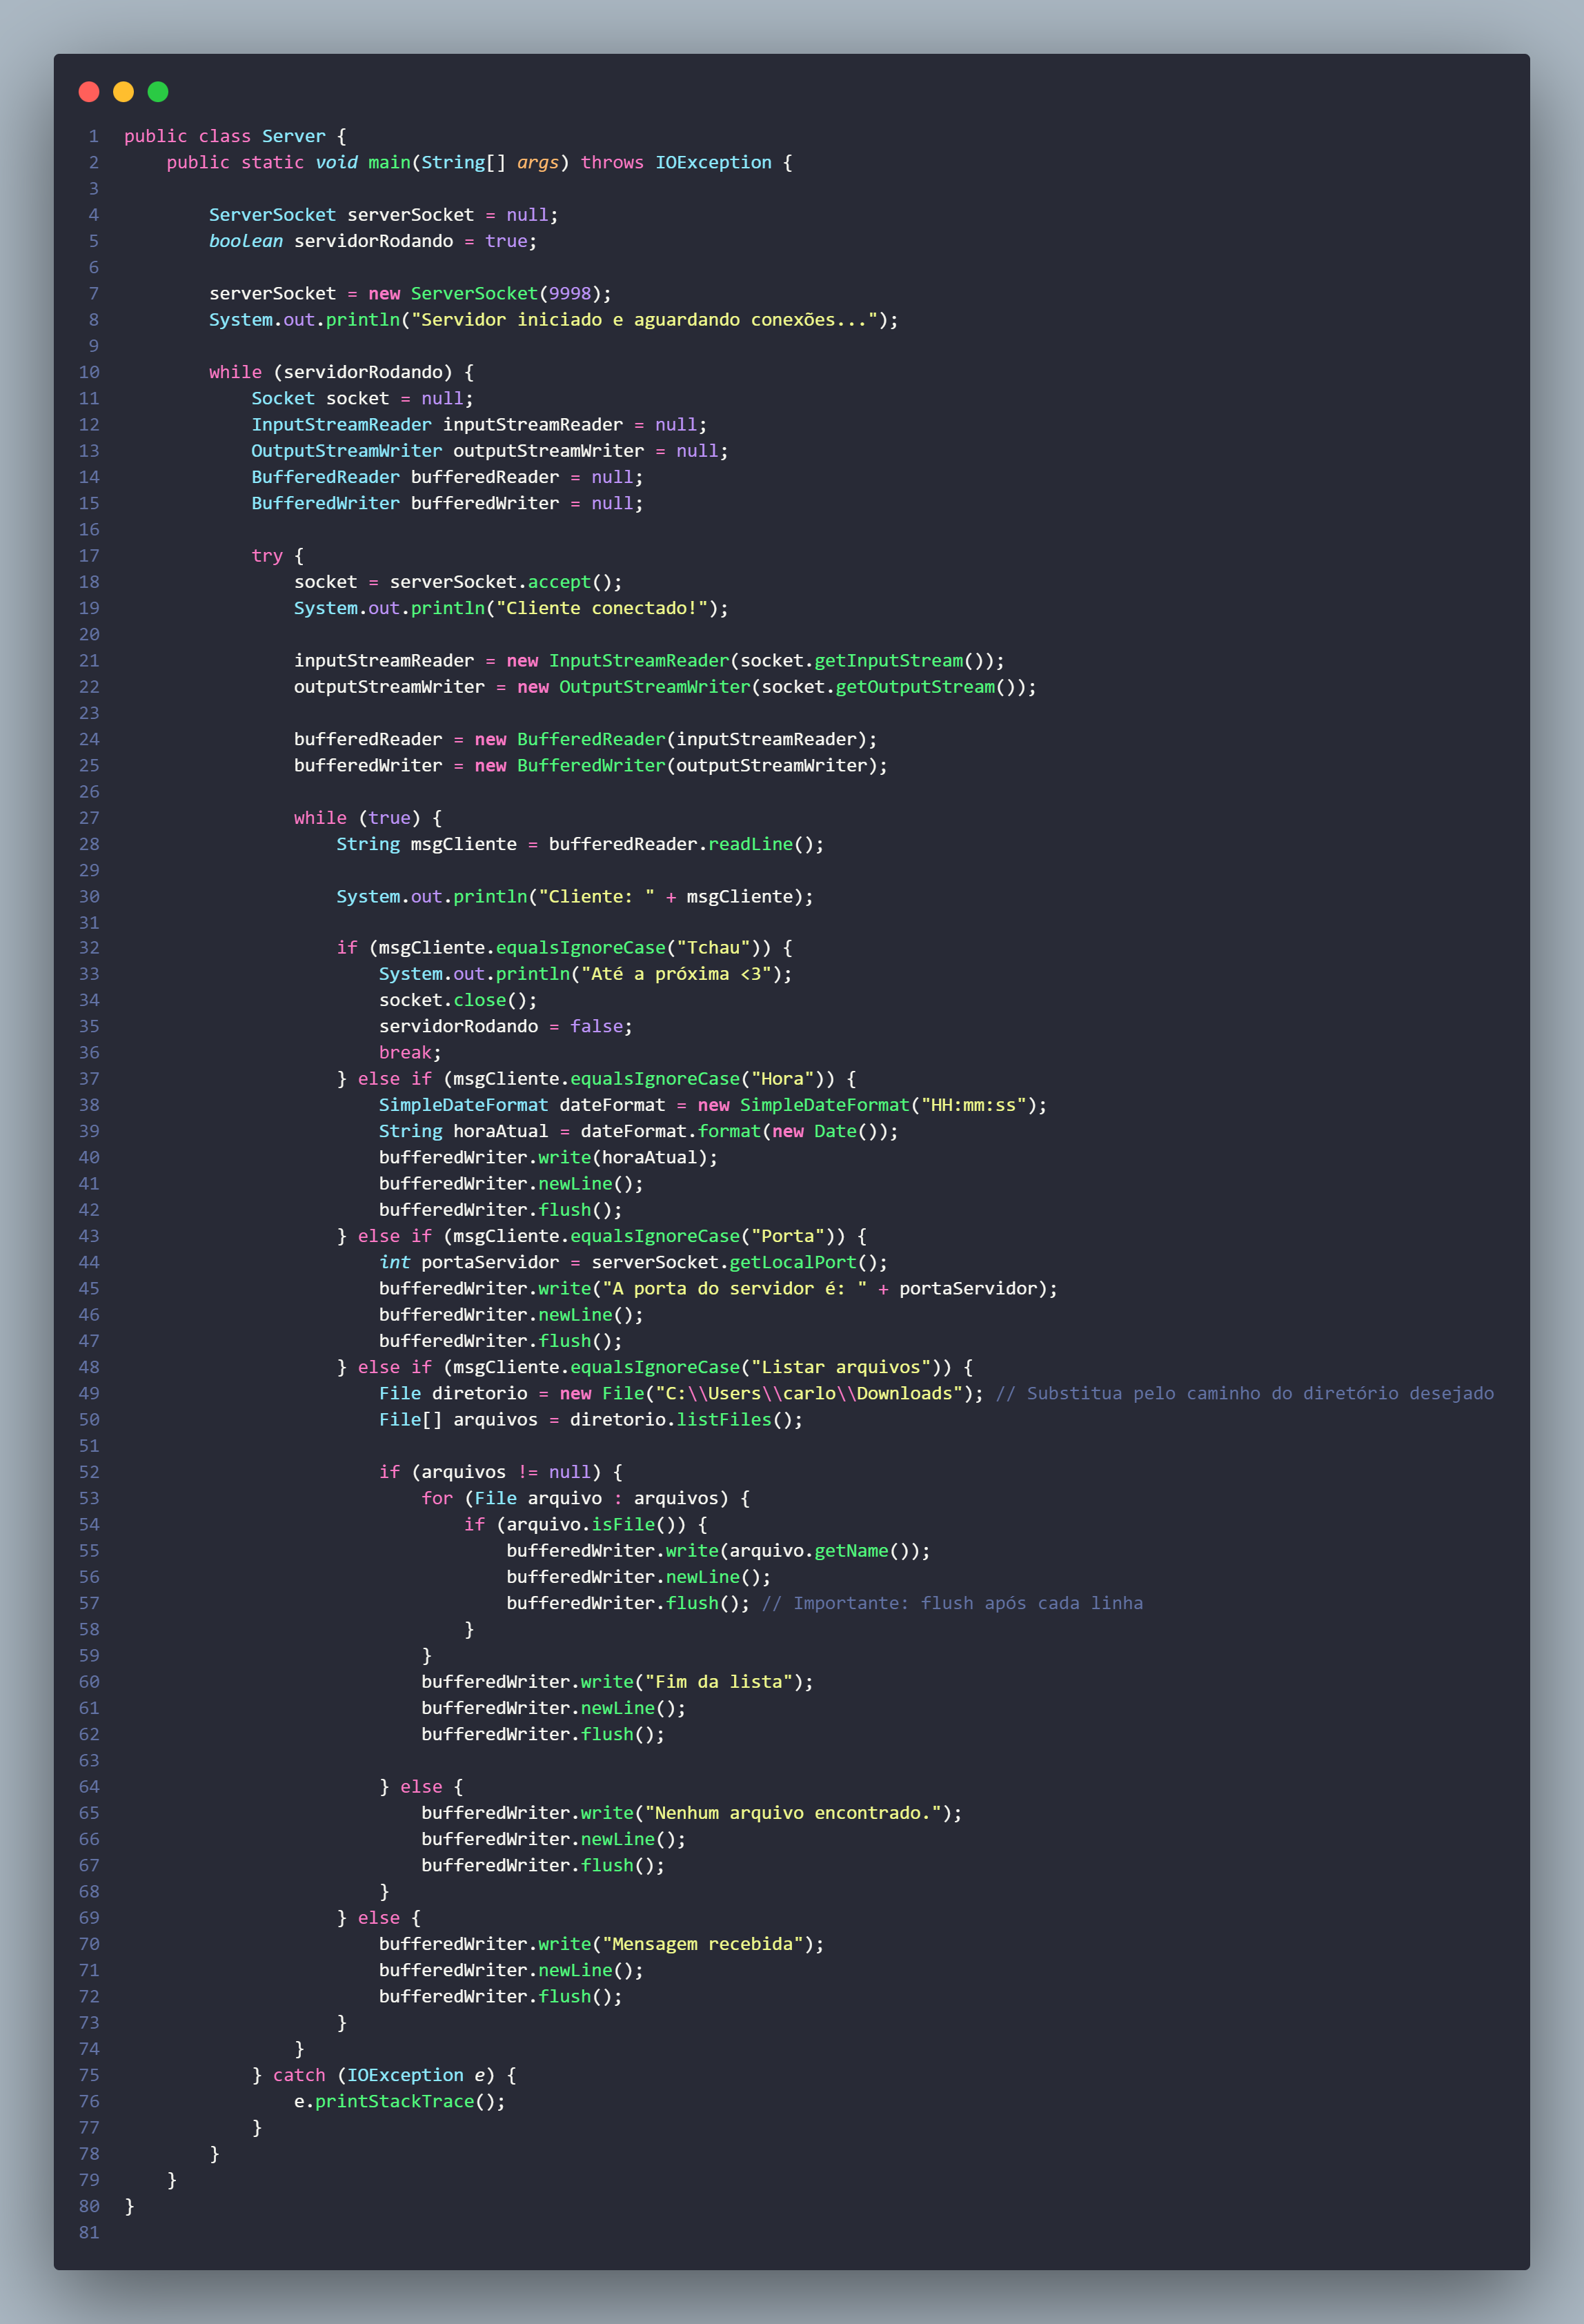 1 public class Server {
2     public static void main(String[] args) throws IOException {
3
4         ServerSocket serverSocket = null;
5         boolean servidorRodando = true;
6
7         serverSocket = new ServerSocket(9998);
8         System.out.println("Servidor iniciado e aguardando conexões...");
9
10         while (servidorRodando) {
11             Socket socket = null;
12             InputStreamReader inputStreamReader = null;
13             OutputStreamWriter outputStreamWriter = null;
14             BufferedReader bufferedReader = null;
15             BufferedWriter bufferedWriter = null;
16
17             try {
18                 socket = serverSocket.accept();
19                 System.out.println("Cliente conectado!");
20
21                 inputStreamReader = new InputStreamReader(socket.getInputStream());
22                 outputStreamWriter = new OutputStreamWriter(socket.getOutputStream());
23
24                 bufferedReader = new BufferedReader(inputStreamReader);
25                 bufferedWriter = new BufferedWriter(outputStreamWriter);
26
27                 while (true) {
28                     String msgCliente = bufferedReader.readLine();
29
30                     System.out.println("Cliente: " + msgCliente);
31
32                     if (msgCliente.equalsIgnoreCase("Tchau")) {
33                         System.out.println("Até a próxima <3");
34                         socket.close();
35                         servidorRodando = false;
36                         break;
37                     } else if (msgCliente.equalsIgnoreCase("Hora")) {
38                         SimpleDateFormat dateFormat = new SimpleDateFormat("HH:mm:ss");
39                         String horaAtual = dateFormat.format(new Date());
40                         bufferedWriter.write(horaAtual);
41                         bufferedWriter.newLine();
42                         bufferedWriter.flush();
43                     } else if (msgCliente.equalsIgnoreCase("Porta")) {
44                         int portaServidor = serverSocket.getLocalPort();
45                         bufferedWriter.write("A porta do servidor é: " + portaServidor);
46                         bufferedWriter.newLine();
47                         bufferedWriter.flush();
48                     } else if (msgCliente.equalsIgnoreCase("Listar arquivos")) {
49                         File diretorio = new File("C:\\Users\\carlo\\Downloads"); // Substitua pelo caminho do diretório desejado
50                         File[] arquivos = diretorio.listFiles();
51
52                         if (arquivos != null) {
53                             for (File arquivo : arquivos) {
54                                 if (arquivo.isFile()) {
55                                     bufferedWriter.write(arquivo.getName());
56                                     bufferedWriter.newLine();
57                                     bufferedWriter.flush(); // Importante: flush após cada linha
58                                 }
59                             }
60                             bufferedWriter.write("Fim da lista");
61                             bufferedWriter.newLine();
62                             bufferedWriter.flush();
63
64                         } else {
65                             bufferedWriter.write("Nenhum arquivo encontrado.");
66                             bufferedWriter.newLine();
67                             bufferedWriter.flush();
68                         }
69                     } else {
70                         bufferedWriter.write("Mensagem recebida");
71                         bufferedWriter.newLine();
72                         bufferedWriter.flush();
73                     }
74                 }
75             } catch (IOException e) {
76                 e.printStackTrace();
77             }
78         }
79     }
80 }
81